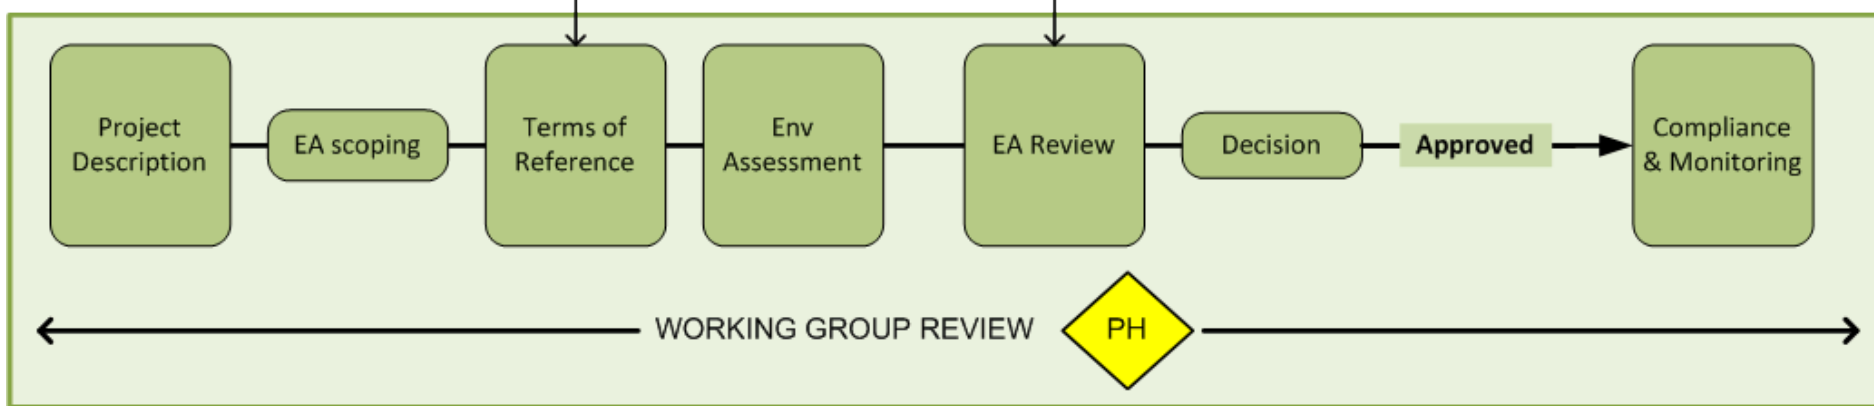 Project
Description
EA scoping
Terms of
Reference
Env
Assessment
EA Review
Decision
Approved
Compliance
& Monitoring
WORKING GROUP REVIEW
PH